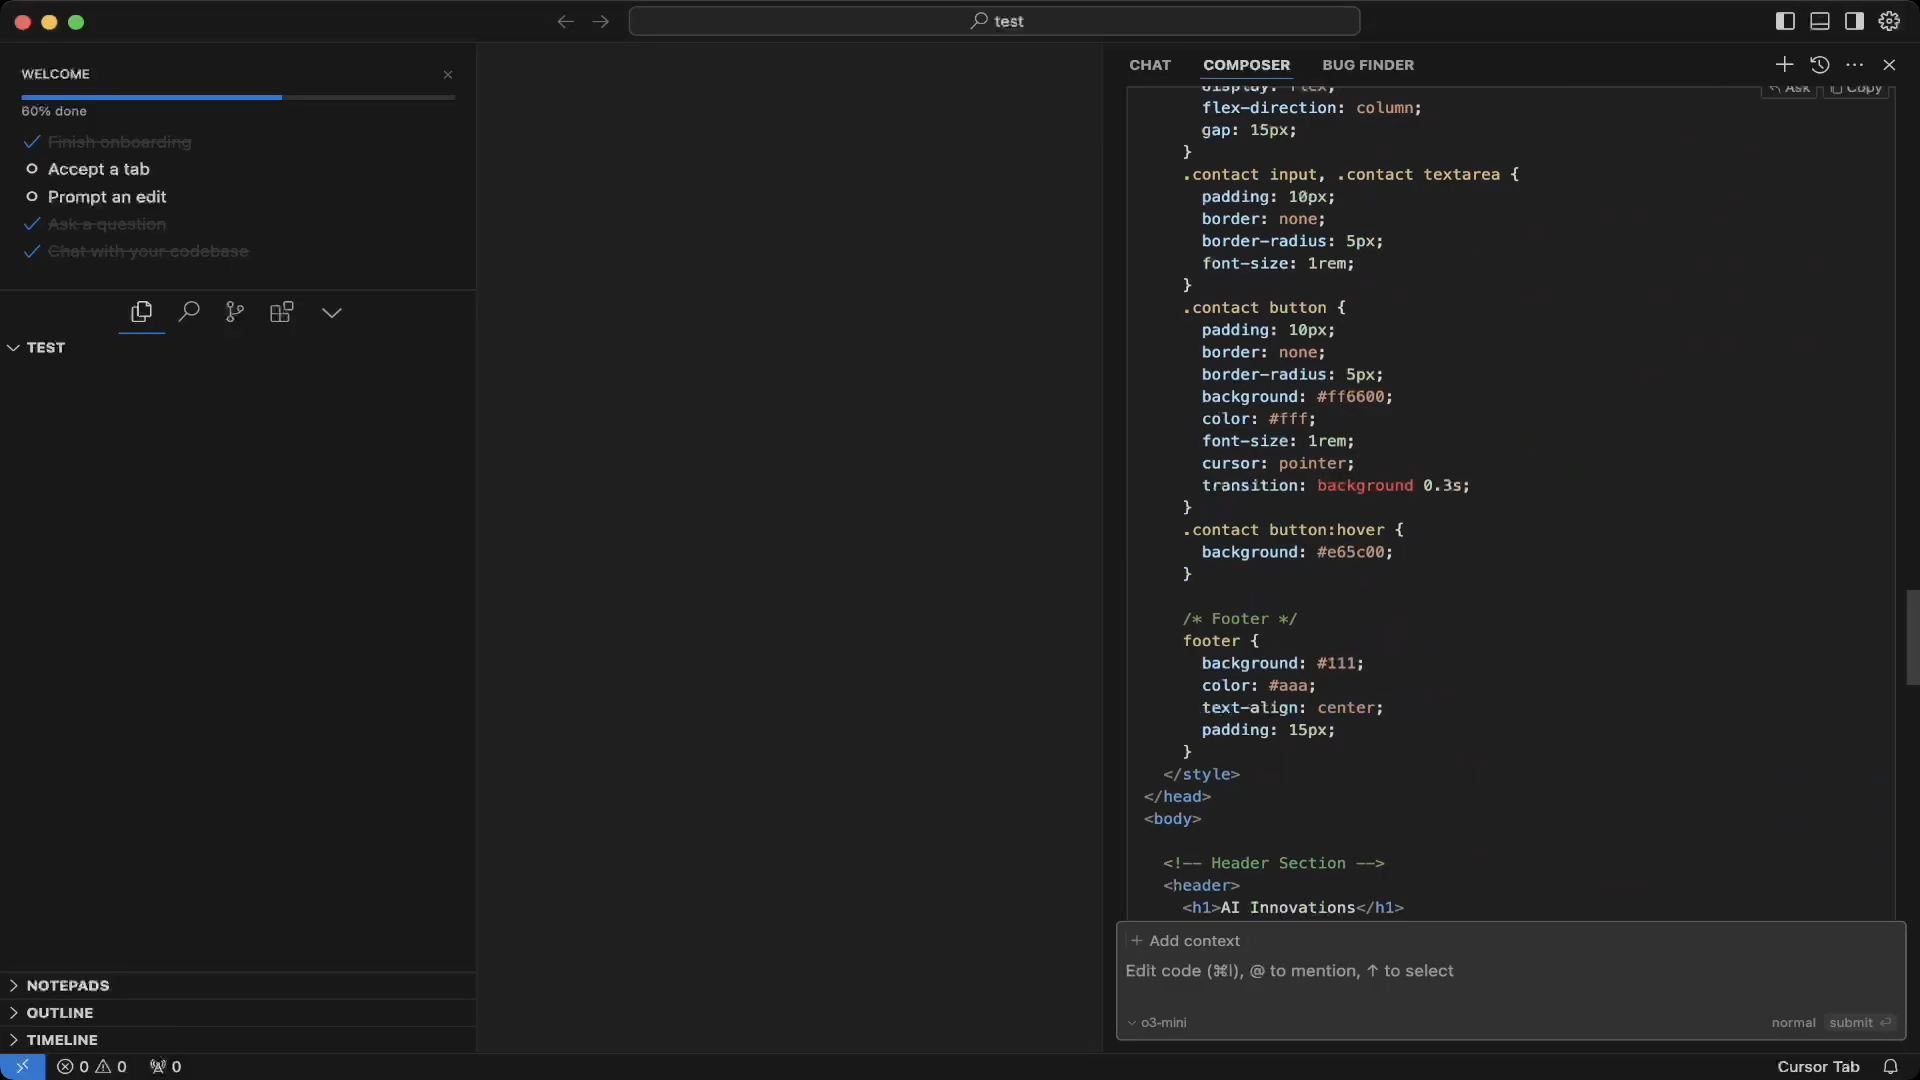 test
WELCOME
60% done
Finish onboarding
Accept a tab
Prompt an edit
Ask a question
Chat with your codebase
TEST
NOTEPADS
OUTLINE
TIMELINE
0 0 0
CHAT COMPOSER BUG FINDER
Ask Copy
display: flex;
flex-direction: column;
gap: 15px;
}
.contact input, .contact textarea {
padding: 10px;
border: none;
border-radius: 5px;
font-size: 1rem;
}
.contact button {
padding: 10px;
border: none;
border-radius: 5px;
background: #ff6600;
color: #fff;
font-size: 1rem;
cursor: pointer;
transition: background 0.3s;
}
.contact button:hover {
background: #e65c00;
}
/* Footer */
footer {
background: #111;
color: #aaa;
text-align: center;
padding: 15px;
}
</style>
</head>
<body>
<!-- Header Section -->
<header>
<h1>AI Innovations</h1>
+ Add context
Edit code (⌘I), @ to mention, ↑ to select
o3-mini normal submit
Cursor Tab